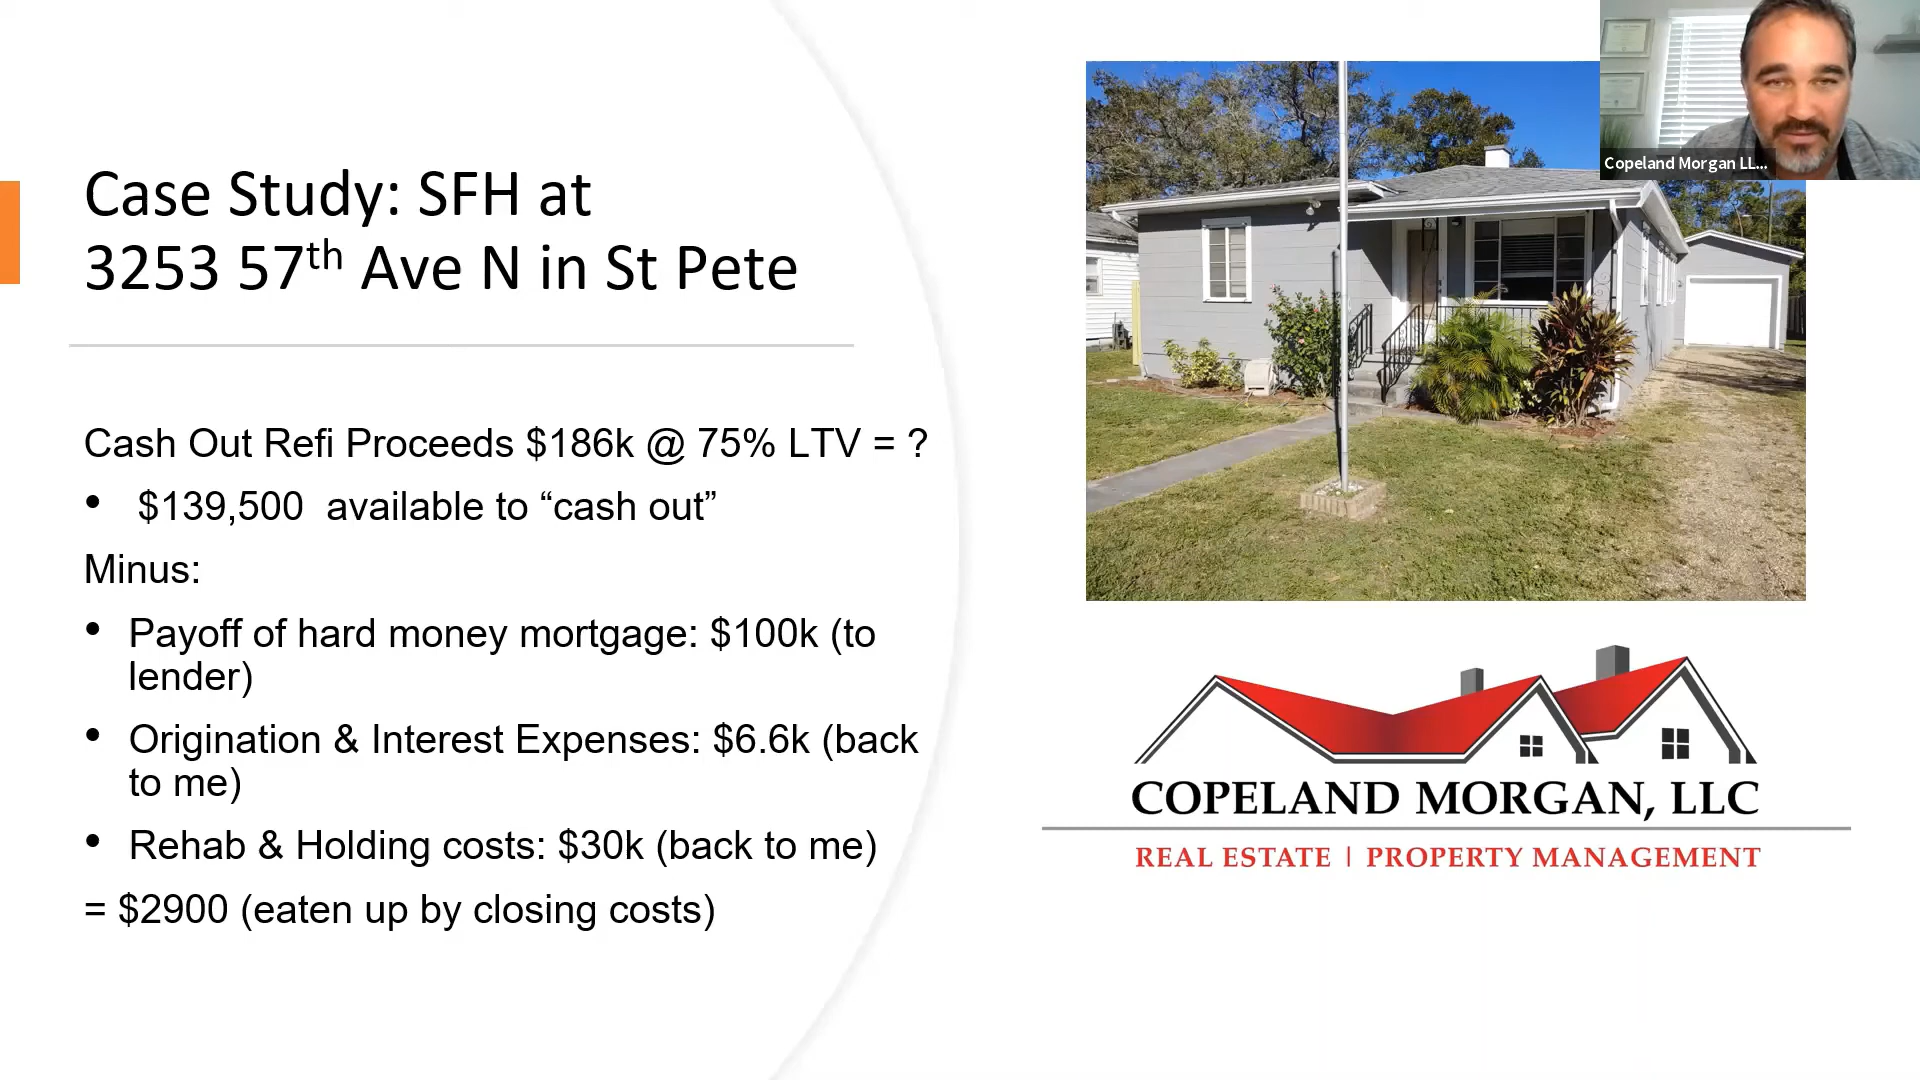 Case Study: SFH at
3253 57th Ave N in St Pete
Cash Out Refi Proceeds $186k @ 75% LTV = ?
• $139,500 available to “cash out”
Minus:
• Payoff of hard money mortgage: $100k (to
lender)
• Origination & Interest Expenses: $6.6k (back
to me)
• Rehab & Holding costs: $30k (back to me)
= $2900 (eaten up by closing costs)
Copeland Morgan LL...
COPELAND MORGAN, LLC
REAL ESTATE | PROPERTY MANAGEMENT